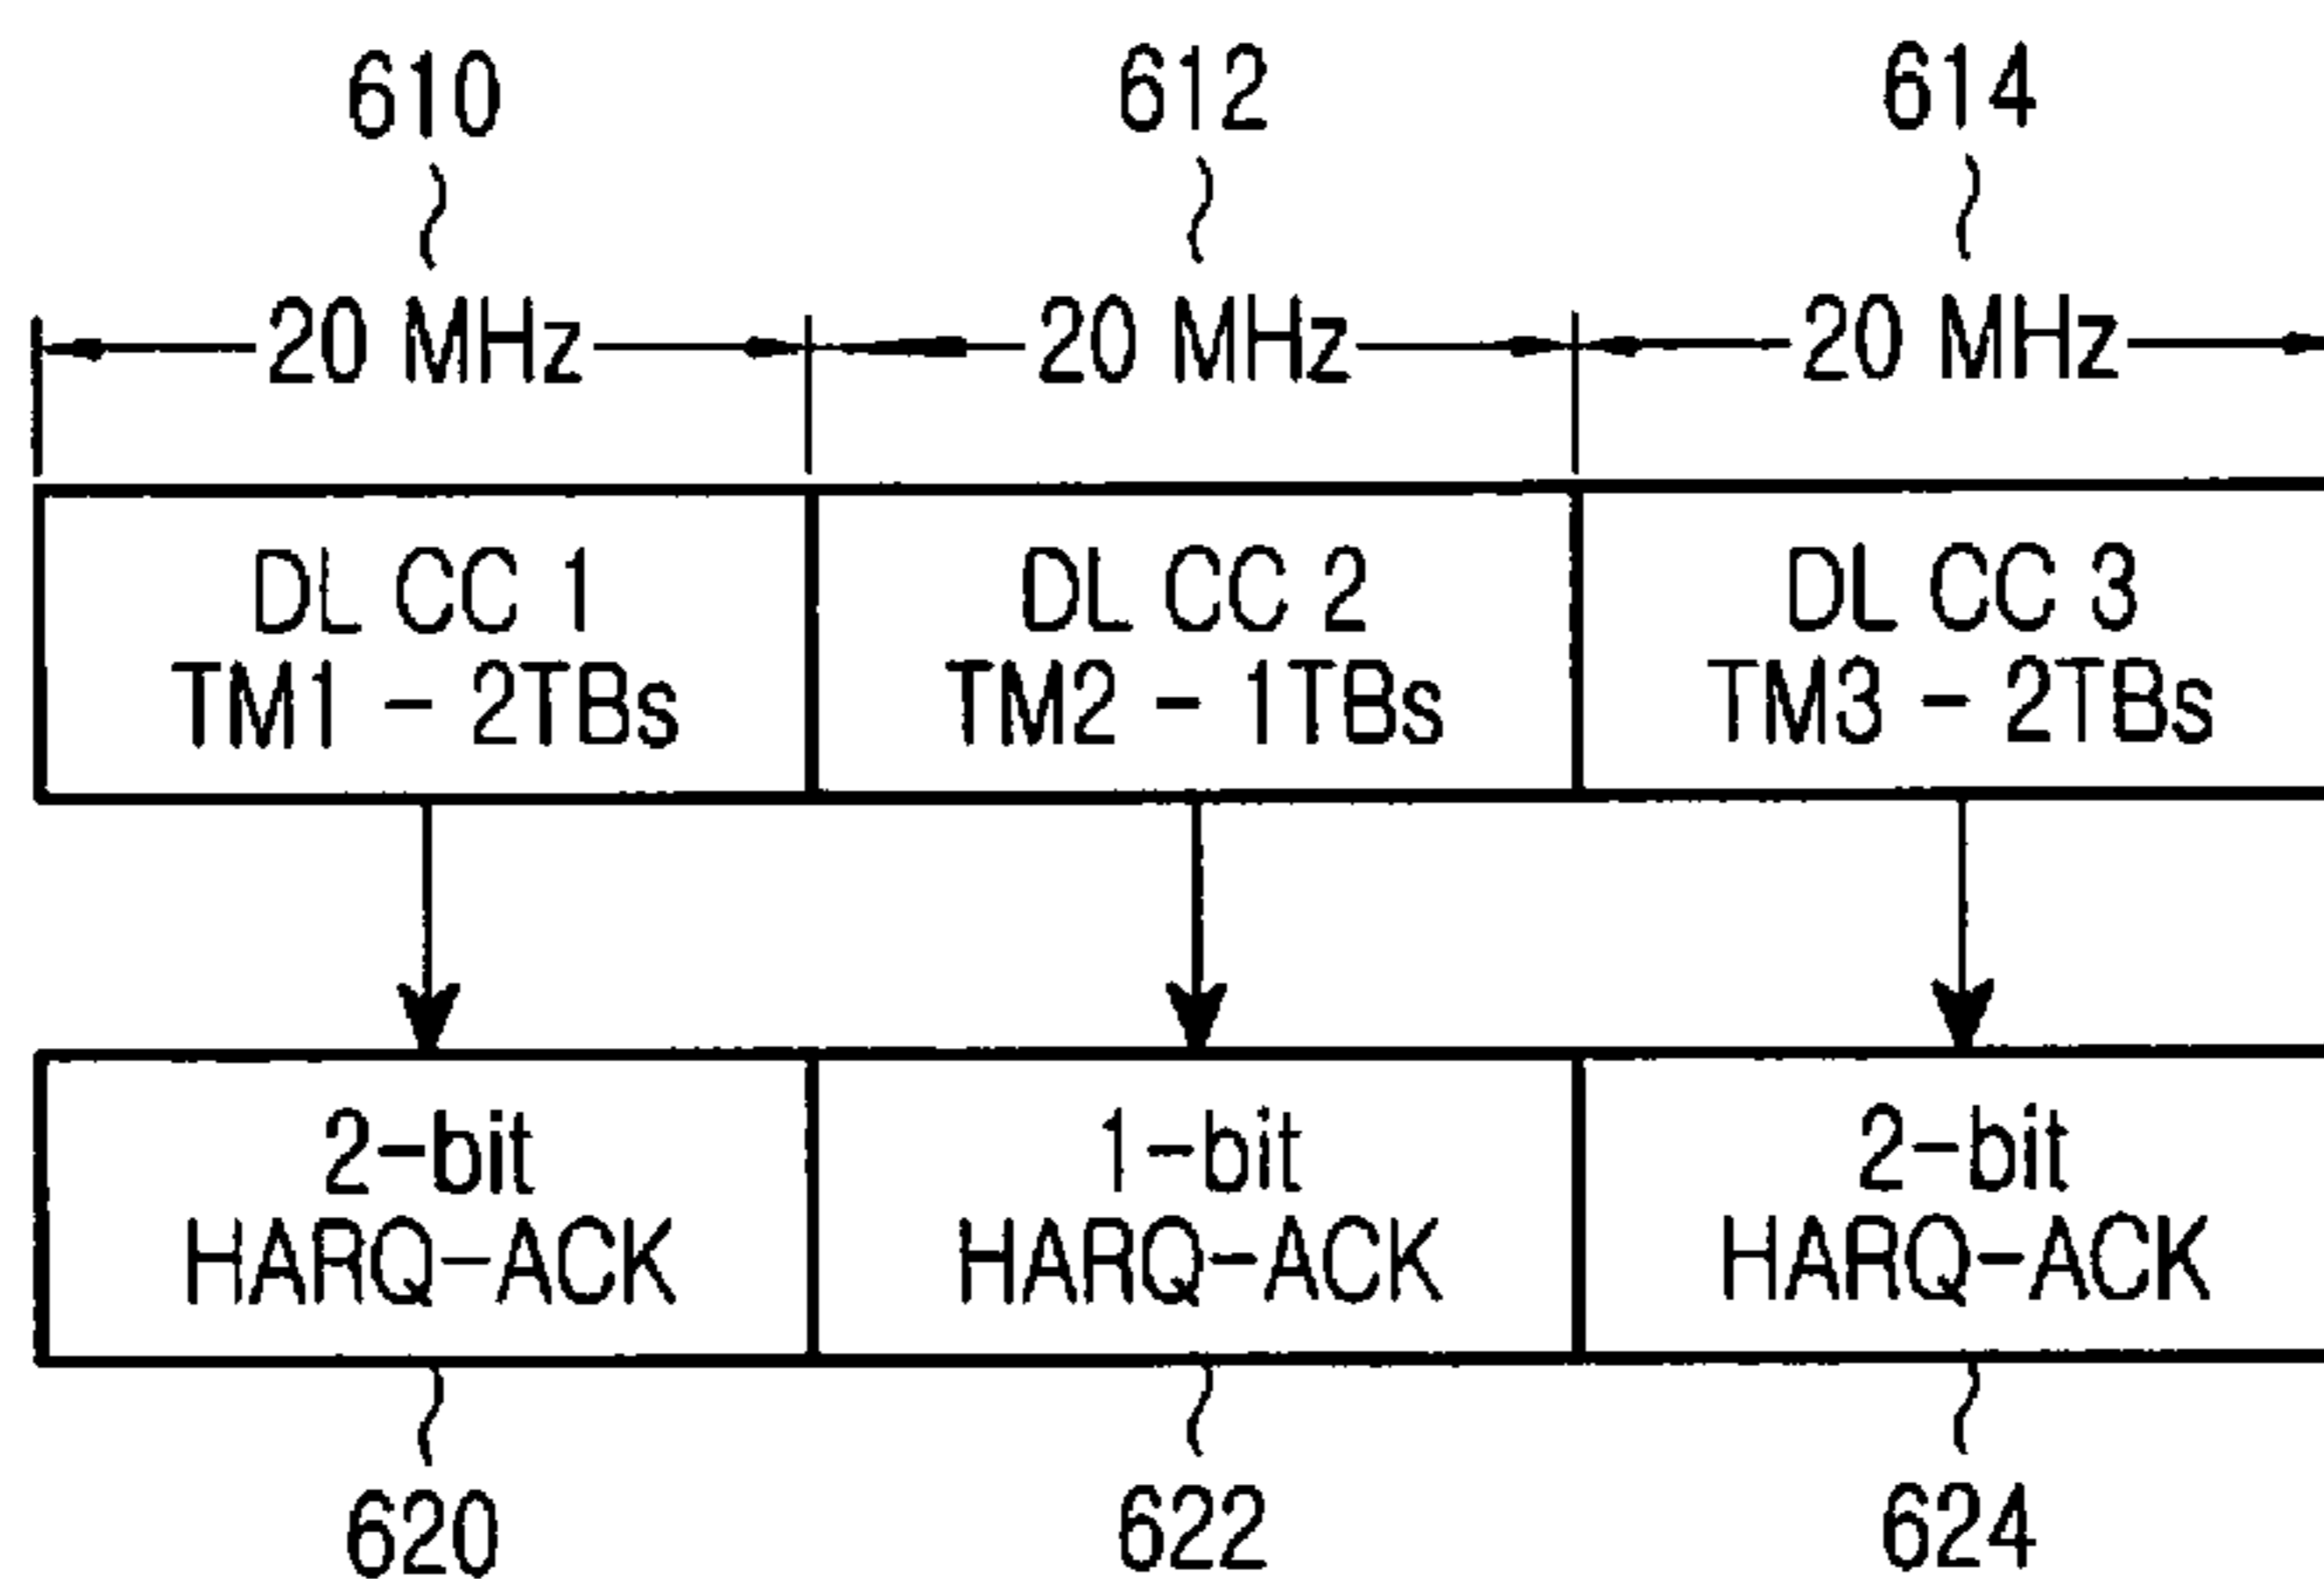 610 612 614
20 MHz 20 MHz 20 MHz
DL CC 1 DL CC 2 DL CC 3
TM1 - 2TBs TM2 - 1TBs TM3 - 2TBs
2-bit 1-bit 2-bit
HARQ-ACK HARQ-ACK HARQ-ACK
620 622 624